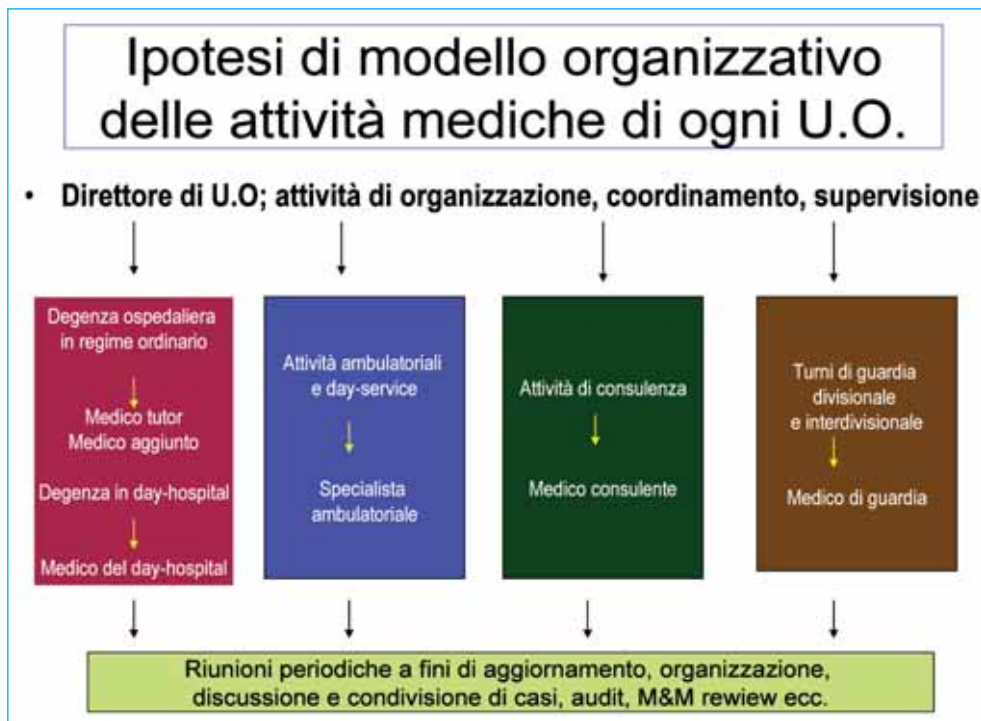 Ipotesi di modello organizzativo
delle attività mediche di ogni U.O.
• Direttore di U.O; attività di organizzazione, coordinamento, supervisione
Degenza ospedaliera
in regime ordinario
Medico tutor
Medico aggiunto
Degenza in day-hospital
Medico del day-hospital
Attività ambulatoriali
e day-service
Specialista
ambulatoriale
Attività di consulenza
Medico consulente
Turni di guardia
divisionale
e interdivisionale
Medico di guardia
Riunioni periodiche a fini di aggiornamento, organizzazione,
discussione e condivisione di casi, audit, M&M rewiew ecc.